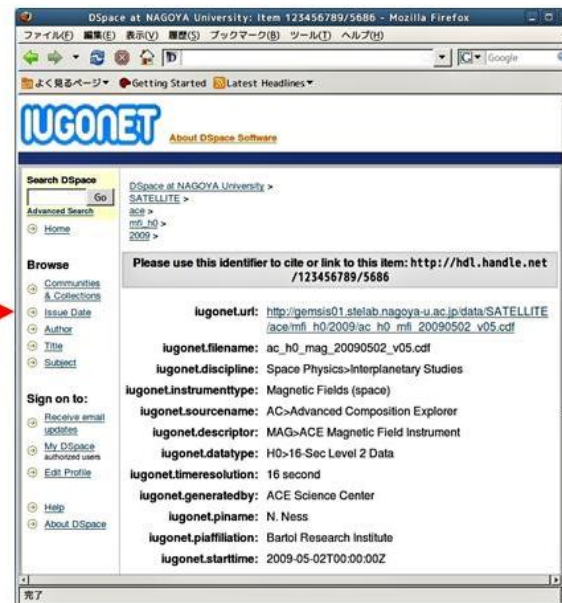 DSpace at NAGOYA University: Item 123456789/5686 - Mozilla Firefox
ファイル(F) 編集(E) 表示(V) 履歴(S) ブックマーク(B) ツール(T) ヘルプ(H)
Google
よく見るページ Getting Started Latest Headlines
IUGONET
About DSpace Software
Search DSpace
Go
Advanced Search
Home
Browse
Communities
& Collections
Issue Date
Author
Title
Subject
Sign on to:
Receive email
updates
My DSpace
authorized users
Edit Profile
Help
About DSpace
DSpace at NAGOYA University >
SATELLITE >
ace >
mfi_h0 >
2009 >
Please use this identifier to cite or link to this item: http://hdl.handle.net
/123456789/5686
iugonet.url: http://gemsis01.stelab.nagoya-u.ac.jp/data/SATELLITE
/ace/mfi_h0/2009/ac_h0_mfi_20090502_v05.cdf
iugonet.filename: ac_h0_mag_20090502_v05.cdf
iugonet.discipline: Space Physics>Interplanetary Studies
iugonet.instrumenttype: Magnetic Fields (space)
iugonet.sourcename: AC>Advanced Composition Explorer
iugonet.descriptor: MAG>ACE Magnetic Field Instrument
iugonet.datatype: H0>16-Sec Level 2 Data
iugonet.timeresolution: 16 second
iugonet.generatedby: ACE Science Center
iugonet.piname: N. Ness
iugonet.piaffiliation: Bartol Research Institute
iugonet.starttime: 2009-05-02T00:00:00Z
完了